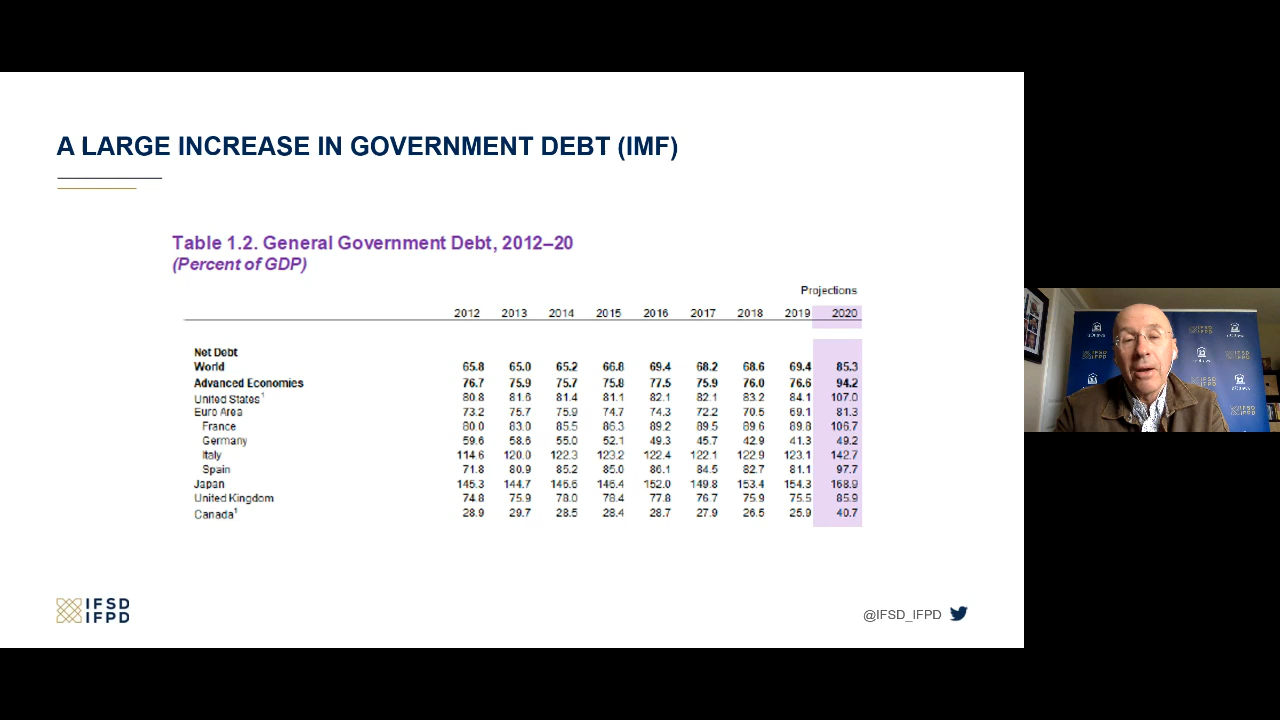 A LARGE INCREASE IN GOVERNMENT DEBT (IMF)
Table 1.2. General Government Debt, 2012–20
(Percent of GDP)
Projections
2012 2013 2014 2015 2016 2017 2018 2019 2020
Net Debt
World 65.8 65.0 65.2 66.8 69.4 68.2 68.6 69.4 85.3
Advanced Economies 76.7 75.9 75.7 75.8 77.5 75.9 76.0 76.6 94.2
United States¹ 80.8 81.6 81.4 81.1 82.1 82.1 83.2 84.1 107.0
Euro Area 73.2 75.7 75.9 74.7 74.3 72.2 70.5 69.1 81.3
France 80.0 83.0 85.5 86.3 89.2 89.5 89.6 89.8 106.7
Germany 59.6 58.6 55.0 52.1 49.3 45.7 42.9 41.3 49.2
Italy 114.6 120.0 122.3 123.2 122.4 122.1 122.9 123.1 142.7
Spain 71.8 80.9 85.2 85.0 86.1 84.5 82.7 81.1 97.7
Japan 145.3 144.7 146.6 146.4 152.0 149.8 153.4 154.3 168.9
United Kingdom 74.8 75.9 78.0 78.4 77.8 76.7 75.9 75.5 85.9
Canada¹ 28.9 29.7 28.5 28.4 28.7 27.9 26.5 25.9 40.7
IFSD
IFPD
@IFSD_IFPD
IFSD
IFPD
IFSD
IFPD
IFSD
IFPD